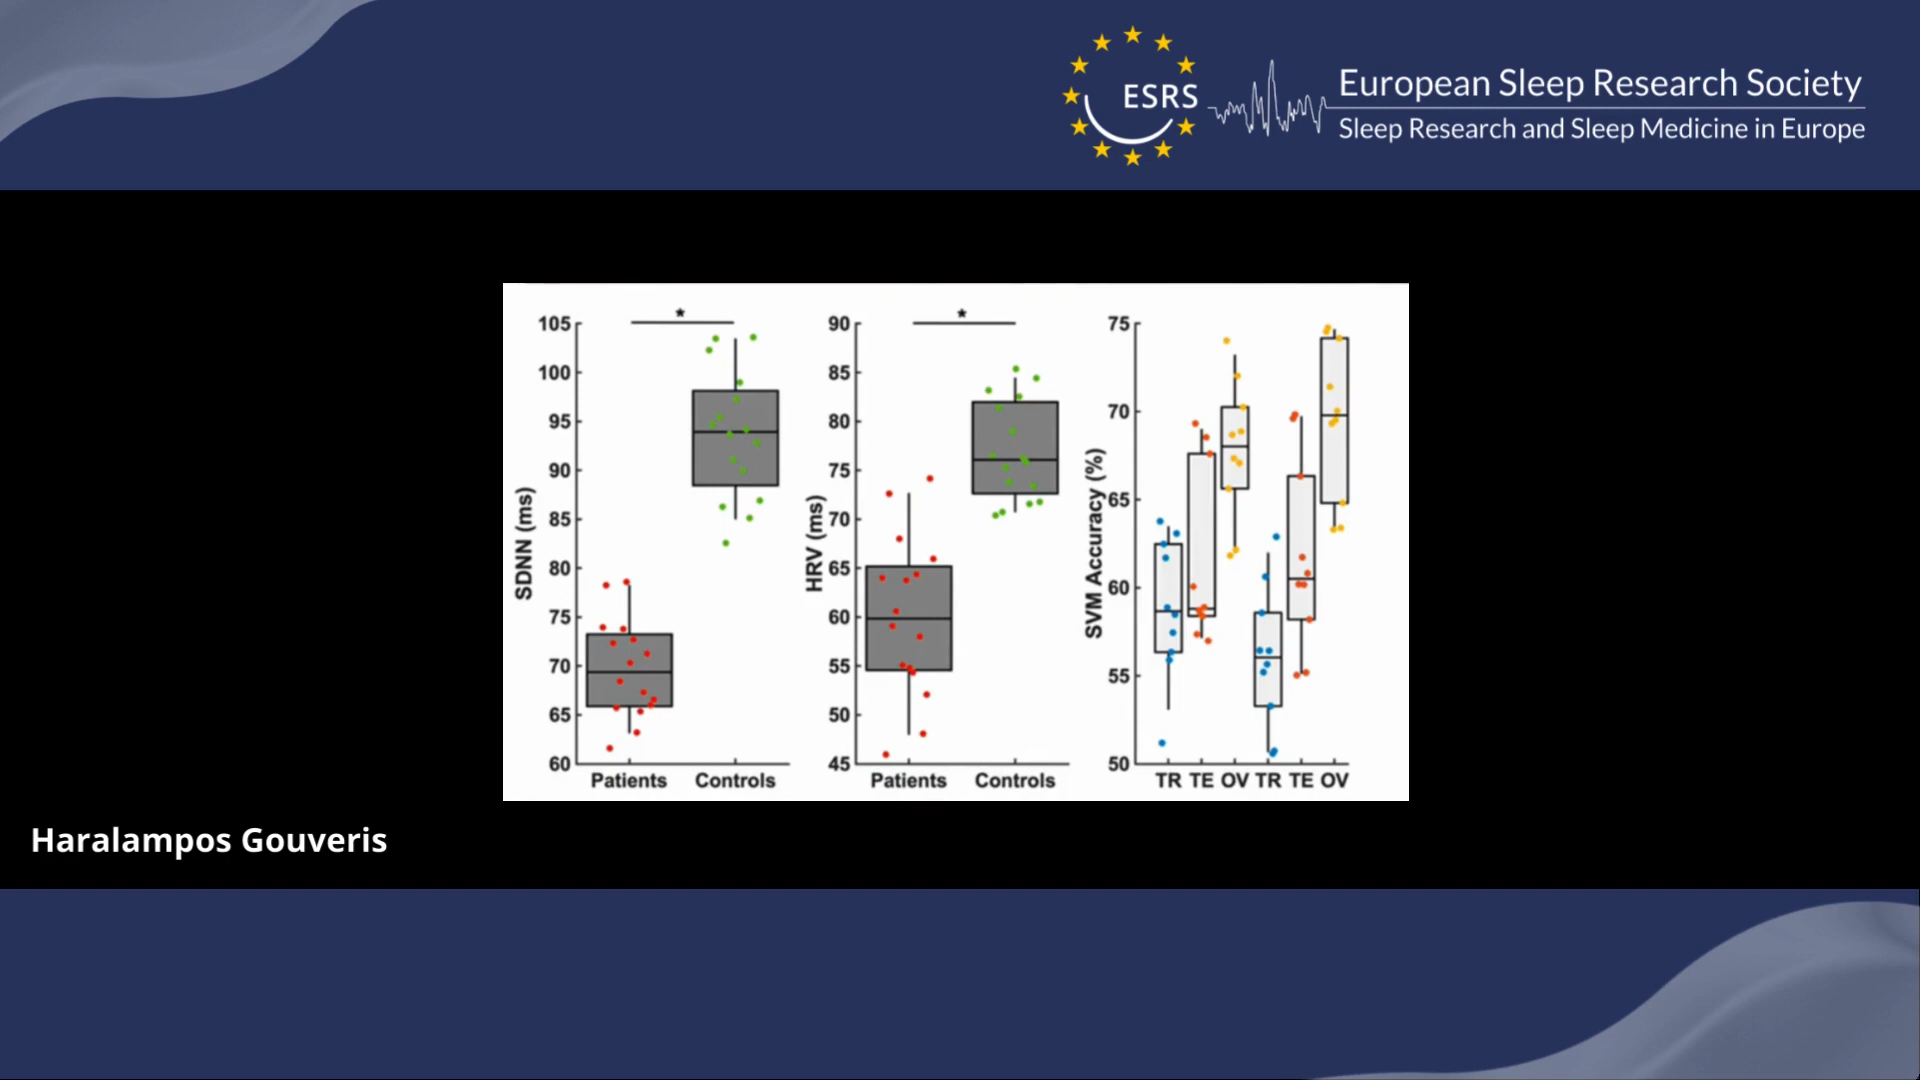 ESRS
European Sleep Research Society
Sleep Research and Sleep Medicine in Europe
*
105
100
95
90
85
80
75
70
65
60
SDNN (ms)
Patients Controls
*
90
85
80
75
70
65
60
55
50
45
HRV (ms)
Patients Controls
75
70
65
60
55
50
SVM Accuracy (%)
TR TE OV TR TE OV
Haralampos Gouveris